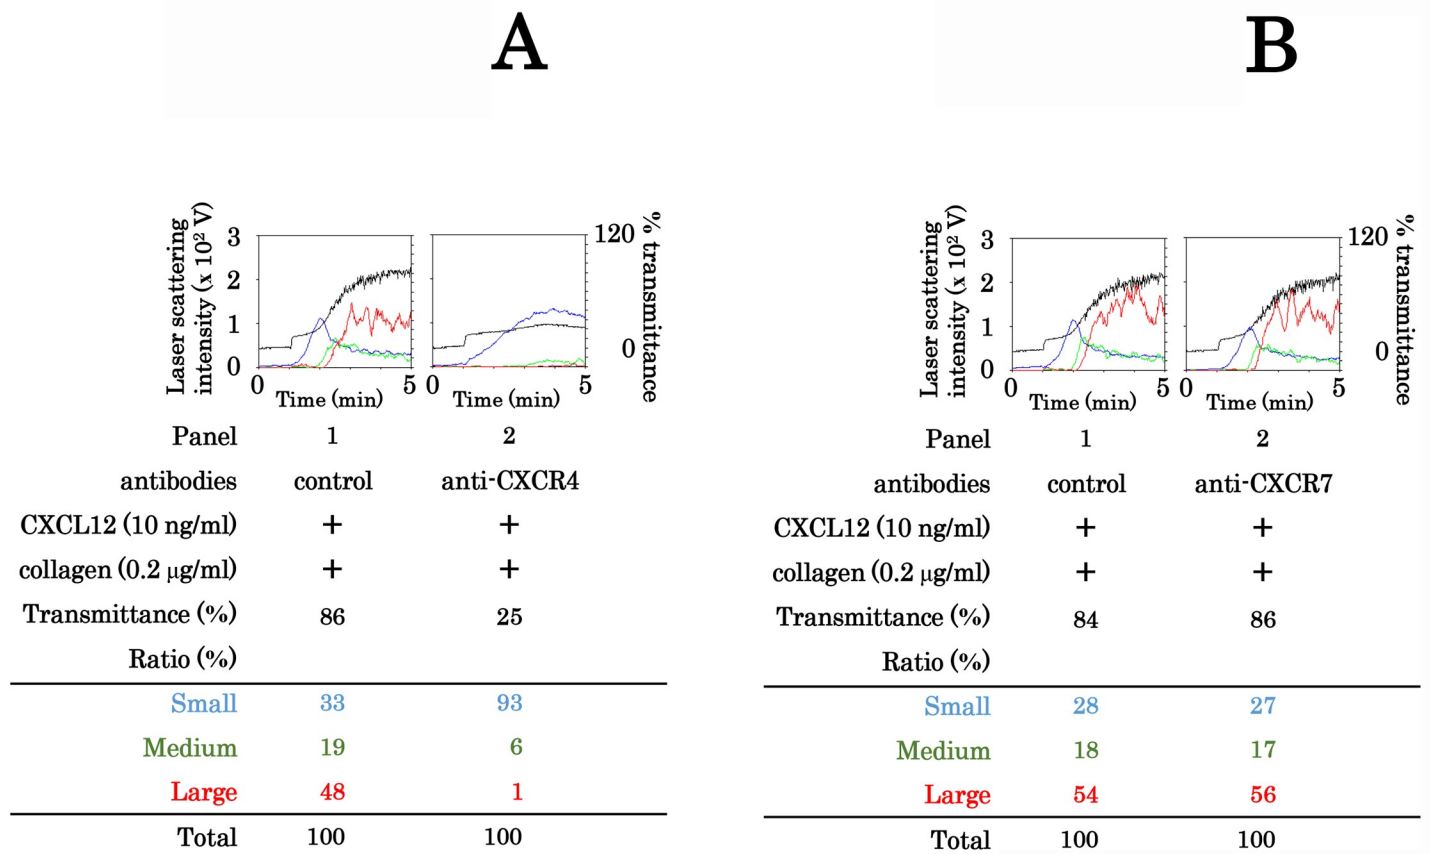 A
Laser scattering
intensity (x 10² V)
3
2
1
0
0
5
0
5
Time (min)
Time (min)
120
0
% transmittance
Panel 1 2
antibodies control anti-CXCR4
CXCL12 (10 ng/ml) + +
collagen (0.2 μg/ml) + +
Transmittance (%) 86 25
Ratio (%)
Small 33 93
Medium 19 6
Large 48 1
Total 100 100
B
Laser scattering
intensity (x 10² V)
3
2
1
0
0
5
0
5
Time (min)
Time (min)
120
0
% transmittance
Panel 1 2
antibodies control anti-CXCR7
CXCL12 (10 ng/ml) + +
collagen (0.2 μg/ml) + +
Transmittance (%) 84 86
Ratio (%)
Small 28 27
Medium 18 17
Large 54 56
Total 100 100